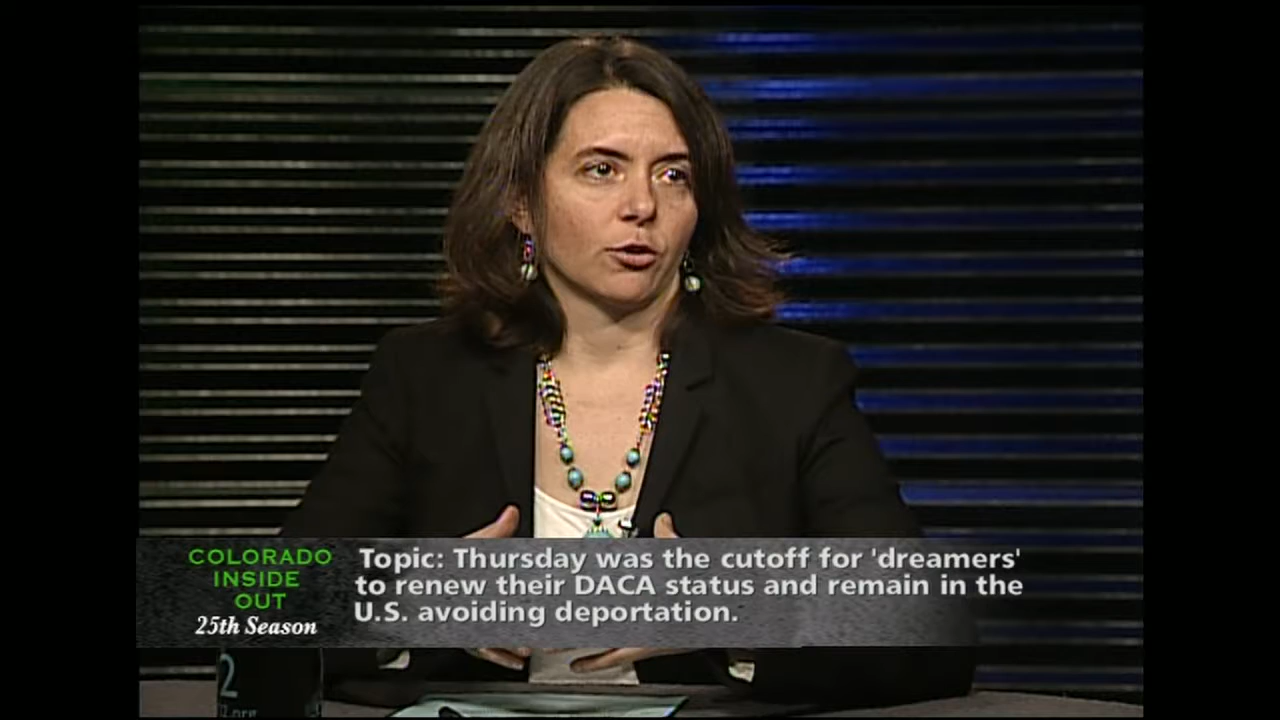 COLORADO
INSIDE
OUT
25th Season
Topic: Thursday was the cutoff for 'dreamers'
to renew their DACA status and remain in the
U.S. avoiding deportation.
2